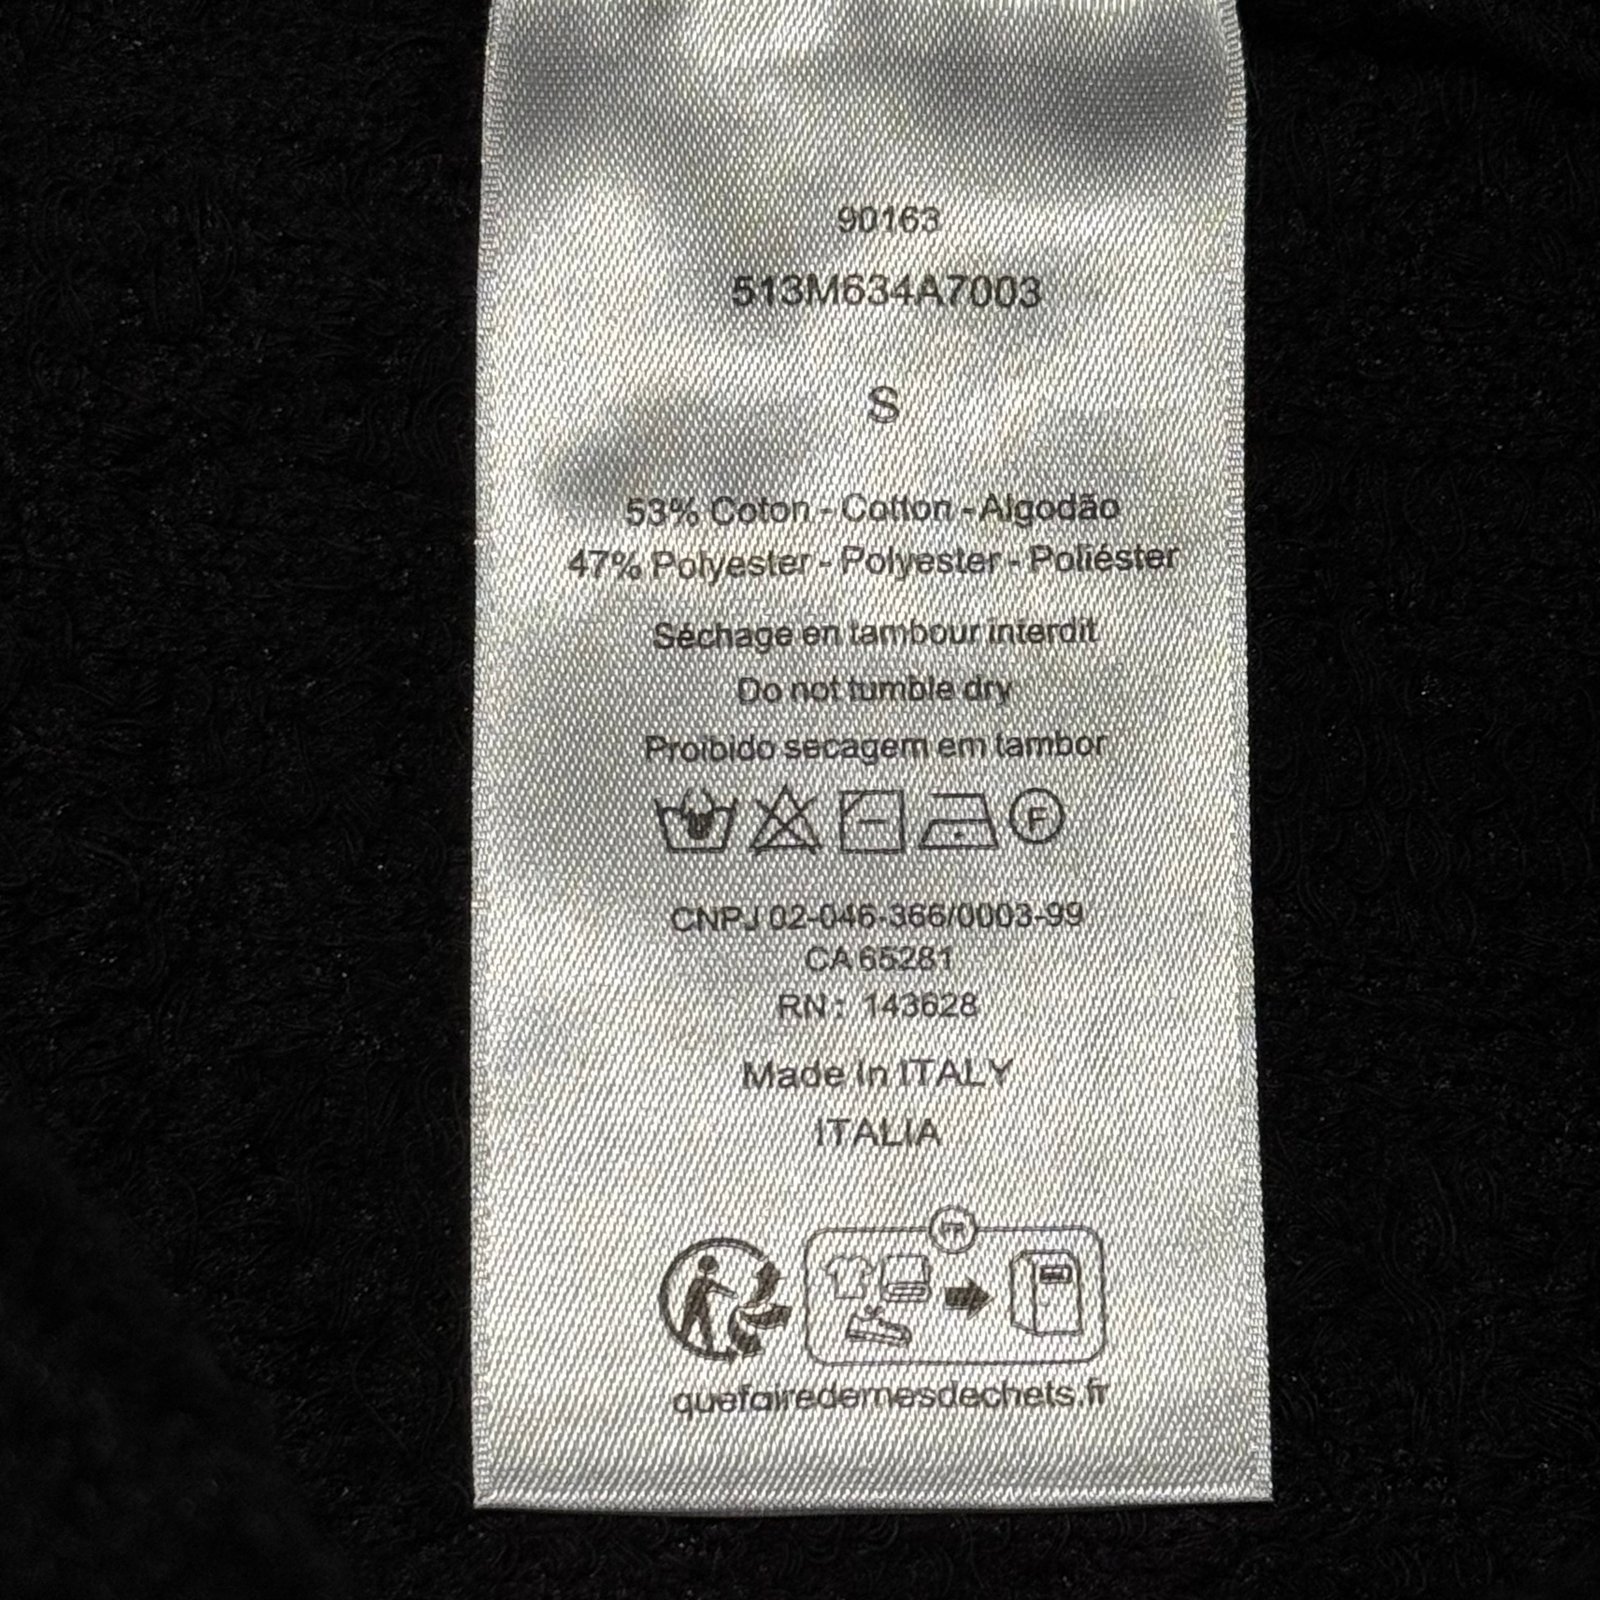 90163
513M634A7003
S
53% Coton - Cotton - Algodão
47% Polyester - Polyester - Poliéster
Séchage en tambour interdit
Do not tumble dry
Proibido secagem em tambor
F
CNPJ 02-046-366/0003-99
CA 65281
RN : 143628
Made in ITALY
ITALIA
FR
quefairedemesdechets.fr